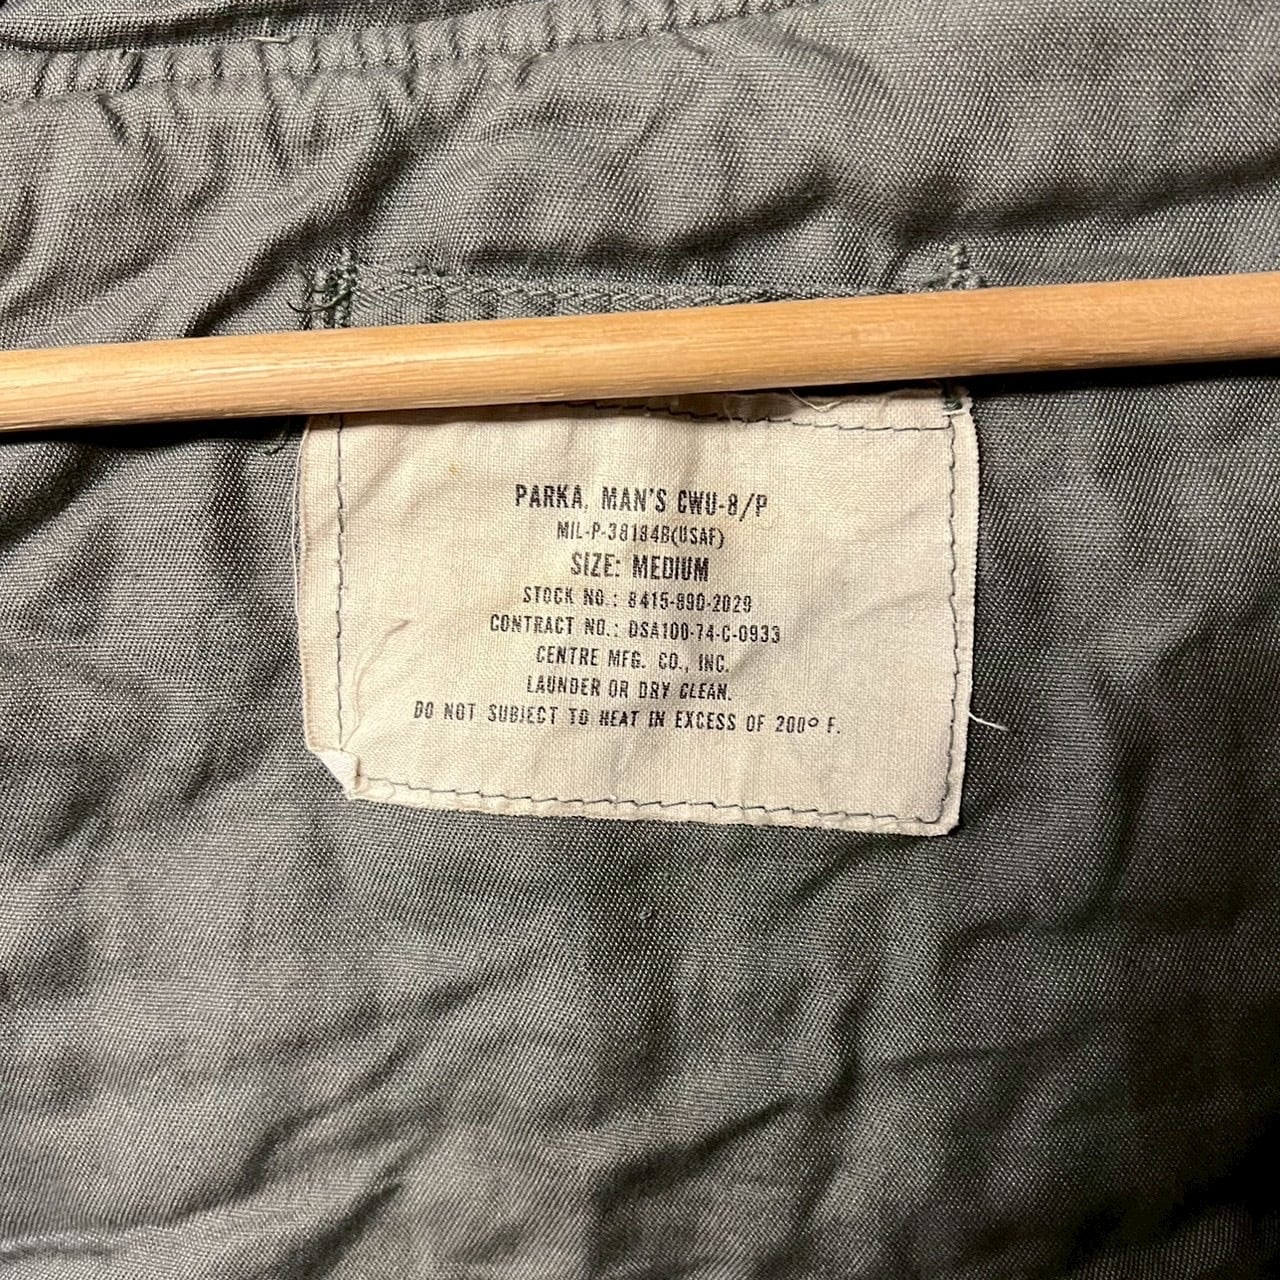 PARKA, MAN'S CWU-8/P
MIL-P-38184B(USAF)
SIZE: MEDIUM
STOCK NO.: 8415-890-2029
CONTRACT NO.: DSA100-74-C-0933
CENTRE MFG. CO., INC.
LAUNDER OR DRY CLEAN.
DO NOT SUBJECT TO HEAT IN EXCESS OF 200° F.